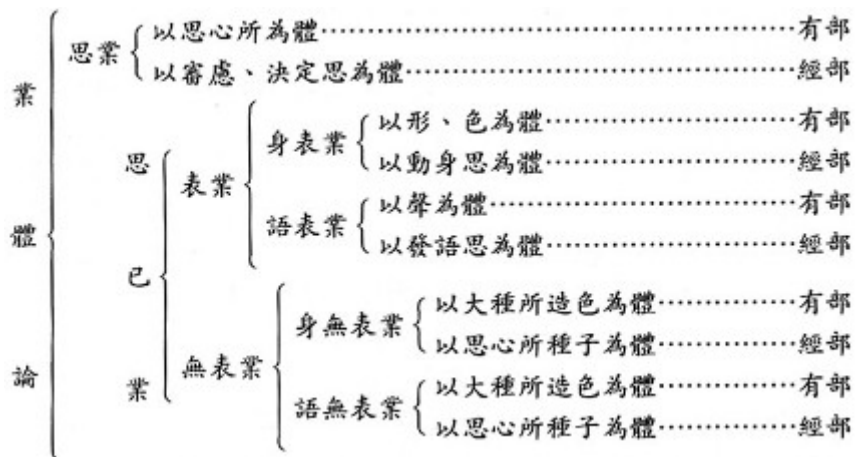 業體論
思業
以思心所為體……有部
以審慮、決定思為體……經部
思已業
表業
身表業
以形、色為體……有部
以動身思為體……經部
語表業
以聲為體……有部
以發語思為體……經部
無表業
身無表業
以大種所造色為體……有部
以思心所種子為體……經部
語無表業
以大種所造色為體……有部
以思心所種子為體……經部